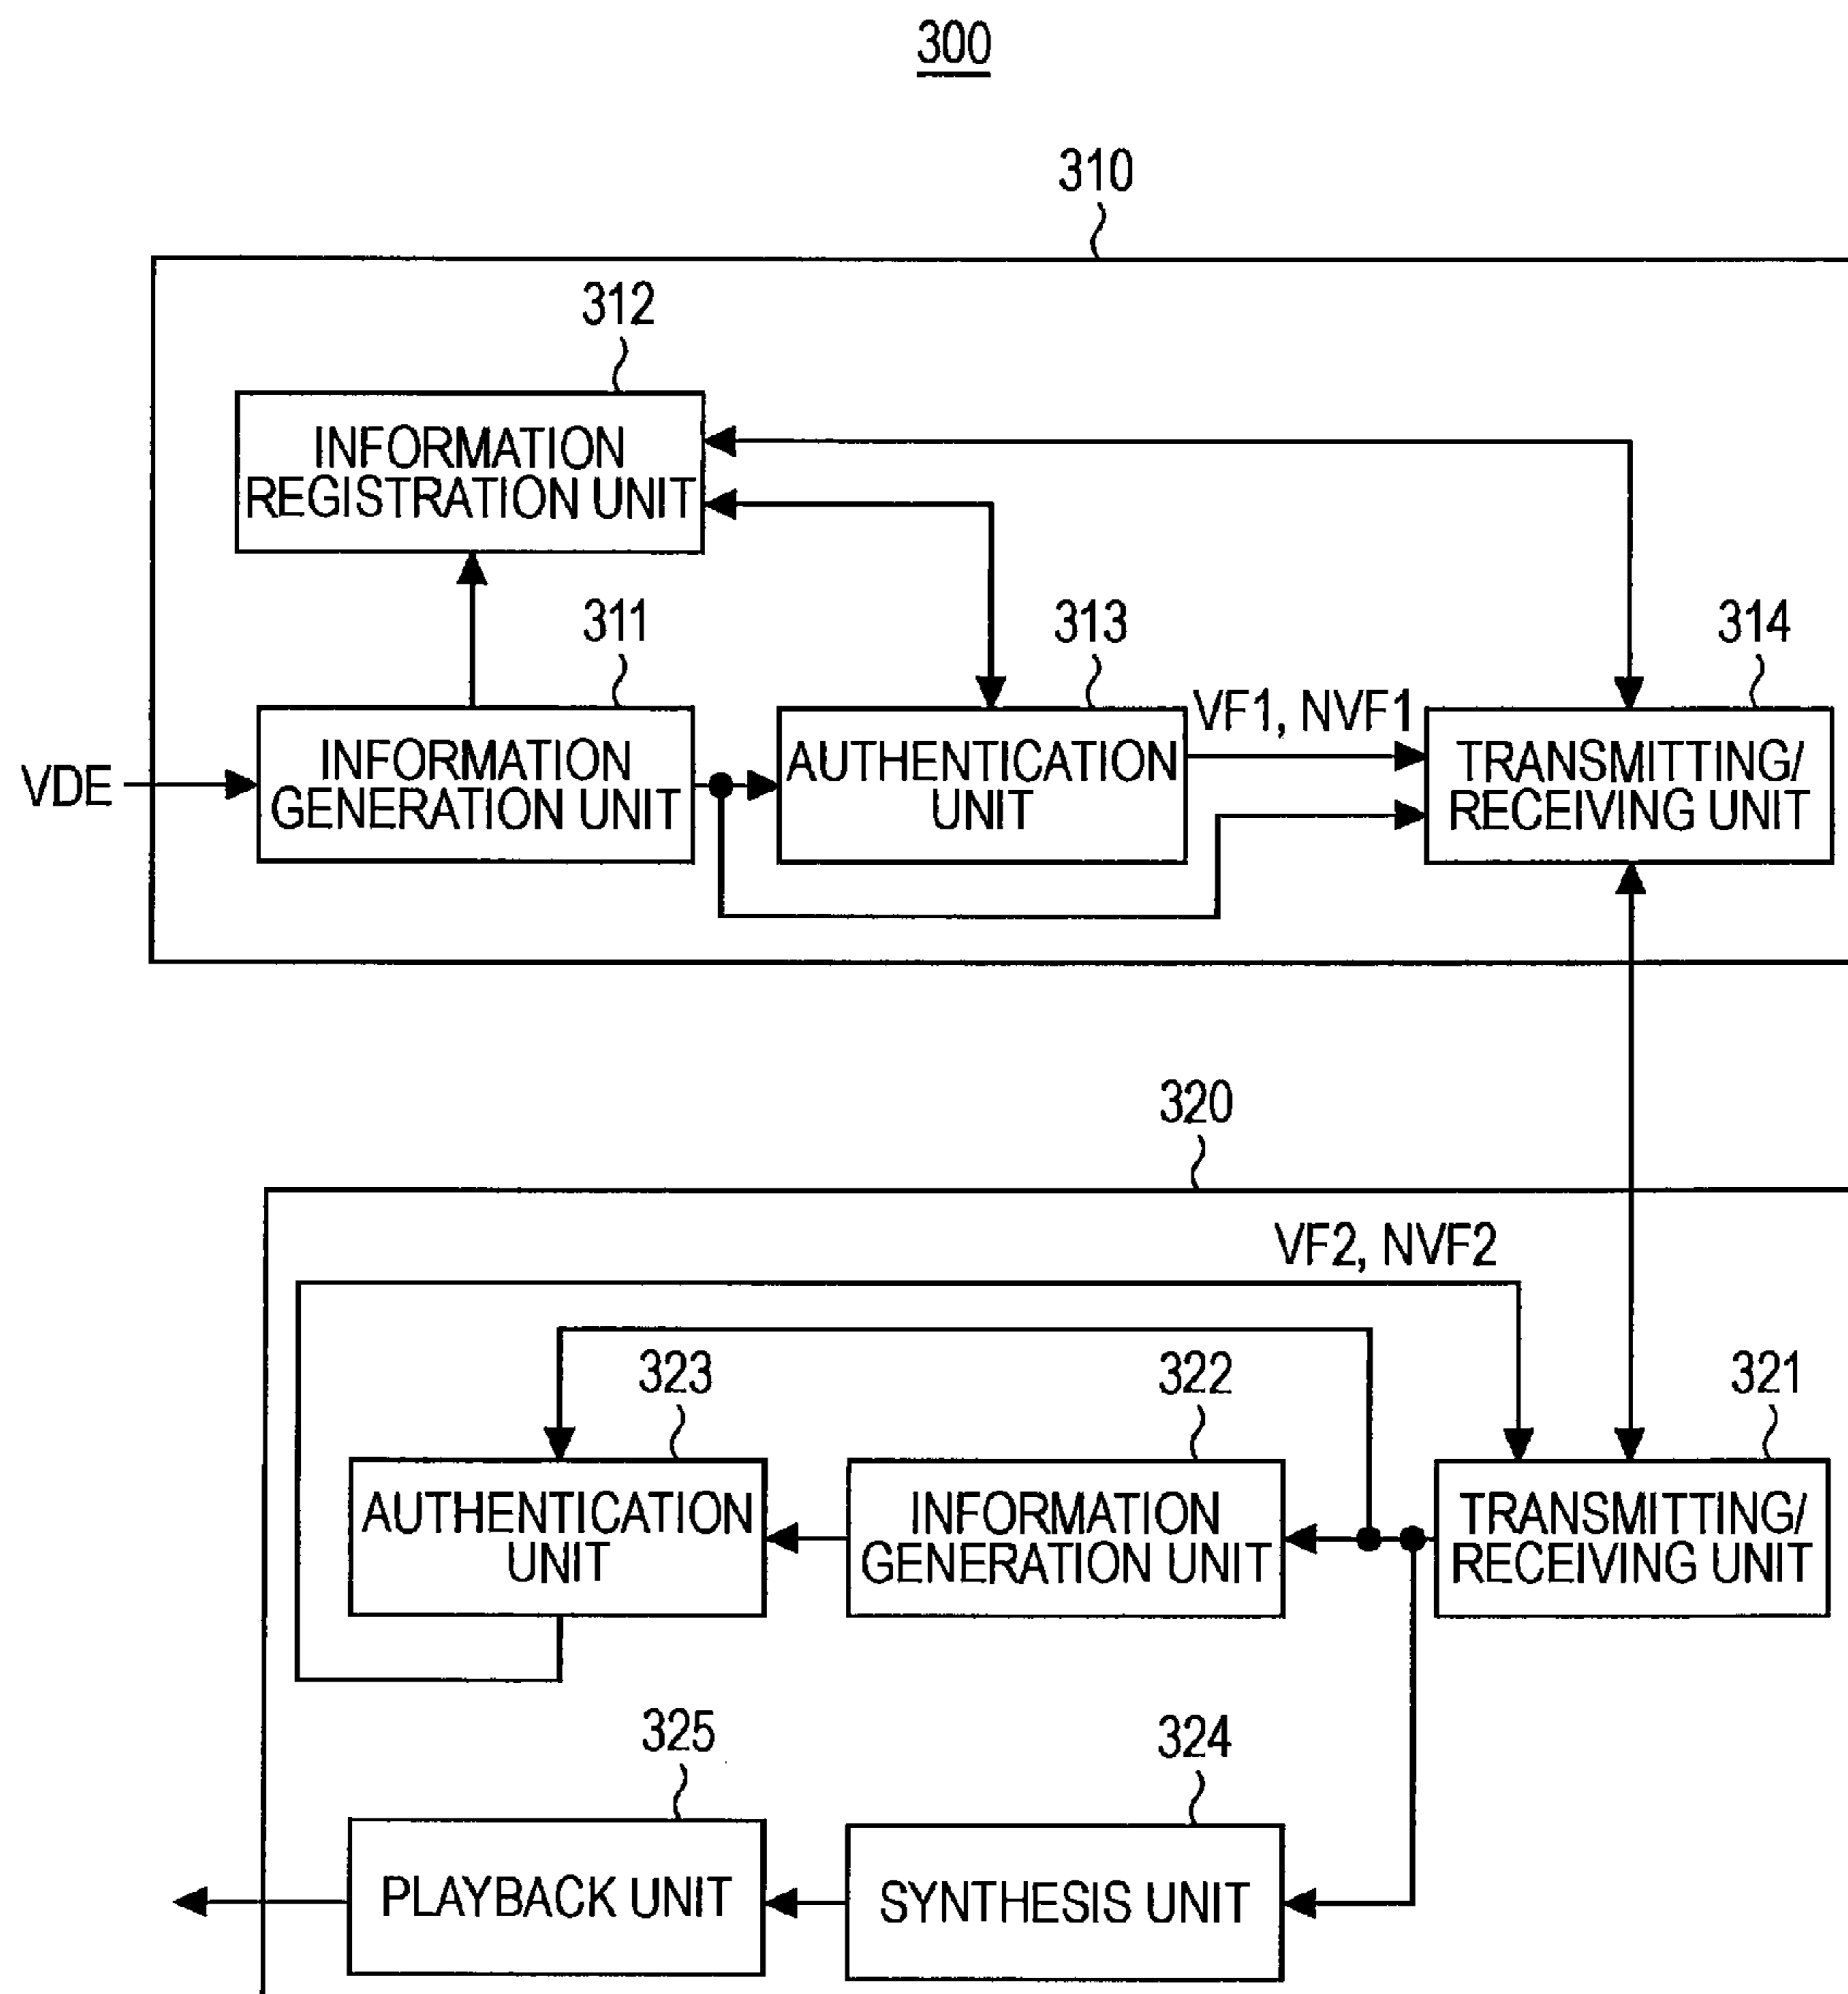 300
310
312
INFORMATION
REGISTRATION UNIT
311
313
314
VF1, NVF1
VDE
INFORMATION
GENERATION UNIT
AUTHENTICATION
UNIT
TRANSMITTING/
RECEIVING UNIT
320
VF2, NVF2
323
322
321
AUTHENTICATION
UNIT
INFORMATION
GENERATION UNIT
TRANSMITTING/
RECEIVING UNIT
325
324
PLAYBACK UNIT
SYNTHESIS UNIT